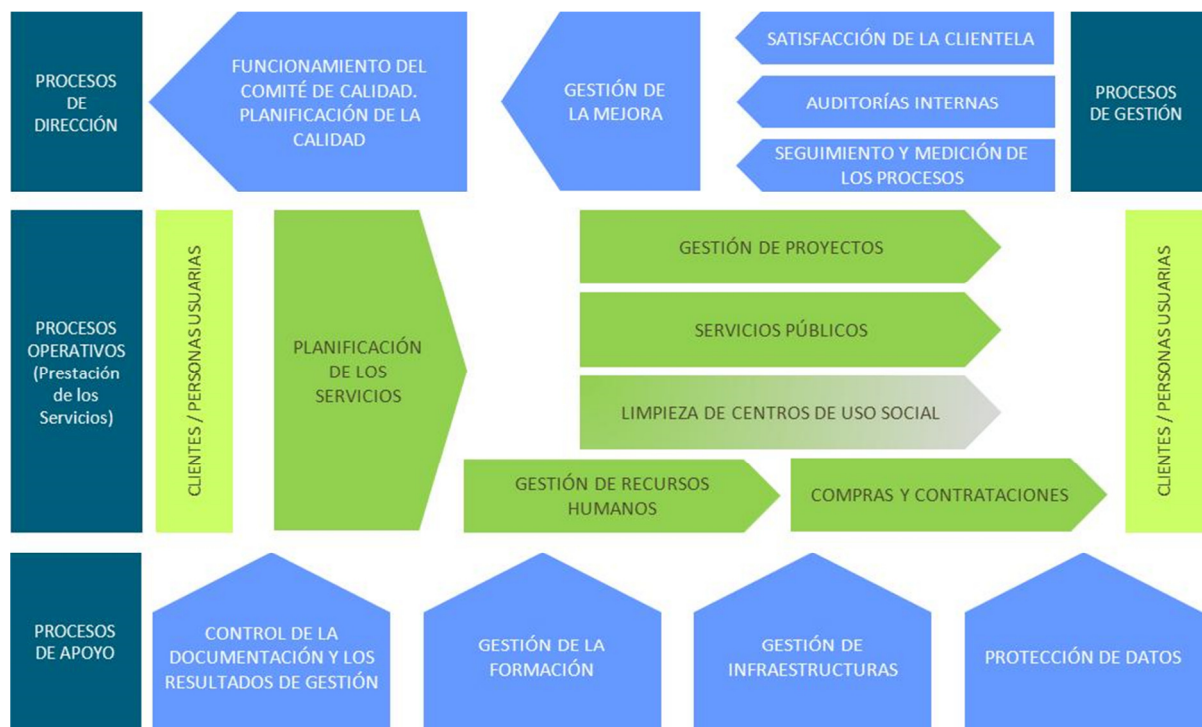 PROCESOS
DE
DIRECCIÓN
FUNCIONAMIENTO DEL
COMITÉ DE CALIDAD.
PLANIFICACIÓN DE LA
CALIDAD
GESTIÓN DE
LA MEJORA
SATISFACCIÓN DE LA CLIENTELA
AUDITORÍAS INTERNAS
SEGUIMIENTO Y MEDICIÓN DE
LOS PROCESOS
PROCESOS
DE GESTIÓN
PROCESOS
OPERATIVOS
(Prestación
de los
Servicios)
CLIENTES / PERSONAS USUARIAS
PLANIFICACIÓN
DE LOS
SERVICIOS
GESTIÓN DE PROYECTOS
SERVICIOS PÚBLICOS
LIMPIEZA DE CENTROS DE USO SOCIAL
GESTIÓN DE RECURSOS
HUMANOS
COMPRAS Y CONTRATACIONES
CLIENTES / PERSONAS USUARIAS
PROCESOS
DE APOYO
CONTROL DE LA
DOCUMENTACIÓN Y LOS
RESULTADOS DE GESTIÓN
GESTIÓN DE LA
FORMACIÓN
GESTIÓN DE
INFRAESTRUCTURAS
PROTECCIÓN DE DATOS